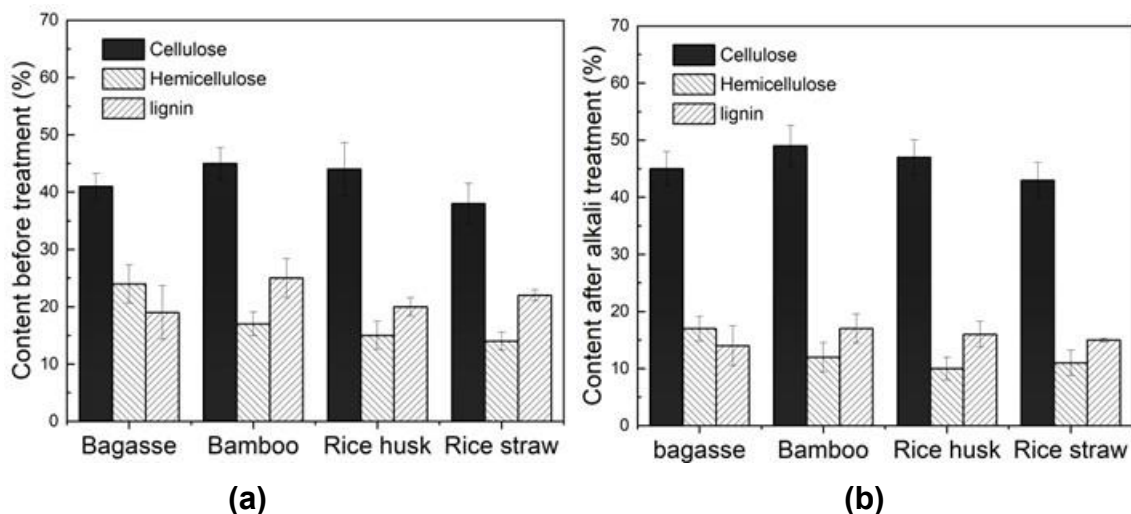 Content before treatment (%)
70
60
50
40
30
20
10
0
Cellulose
Hemicellulose
lignin
Bagasse Bamboo Rice husk Rice straw
(a)
Content after alkali treatment (%)
70
60
50
40
30
20
10
0
Cellulose
Hemicellulose
lignin
bagasse Bamboo Rice husk Rice straw
(b)